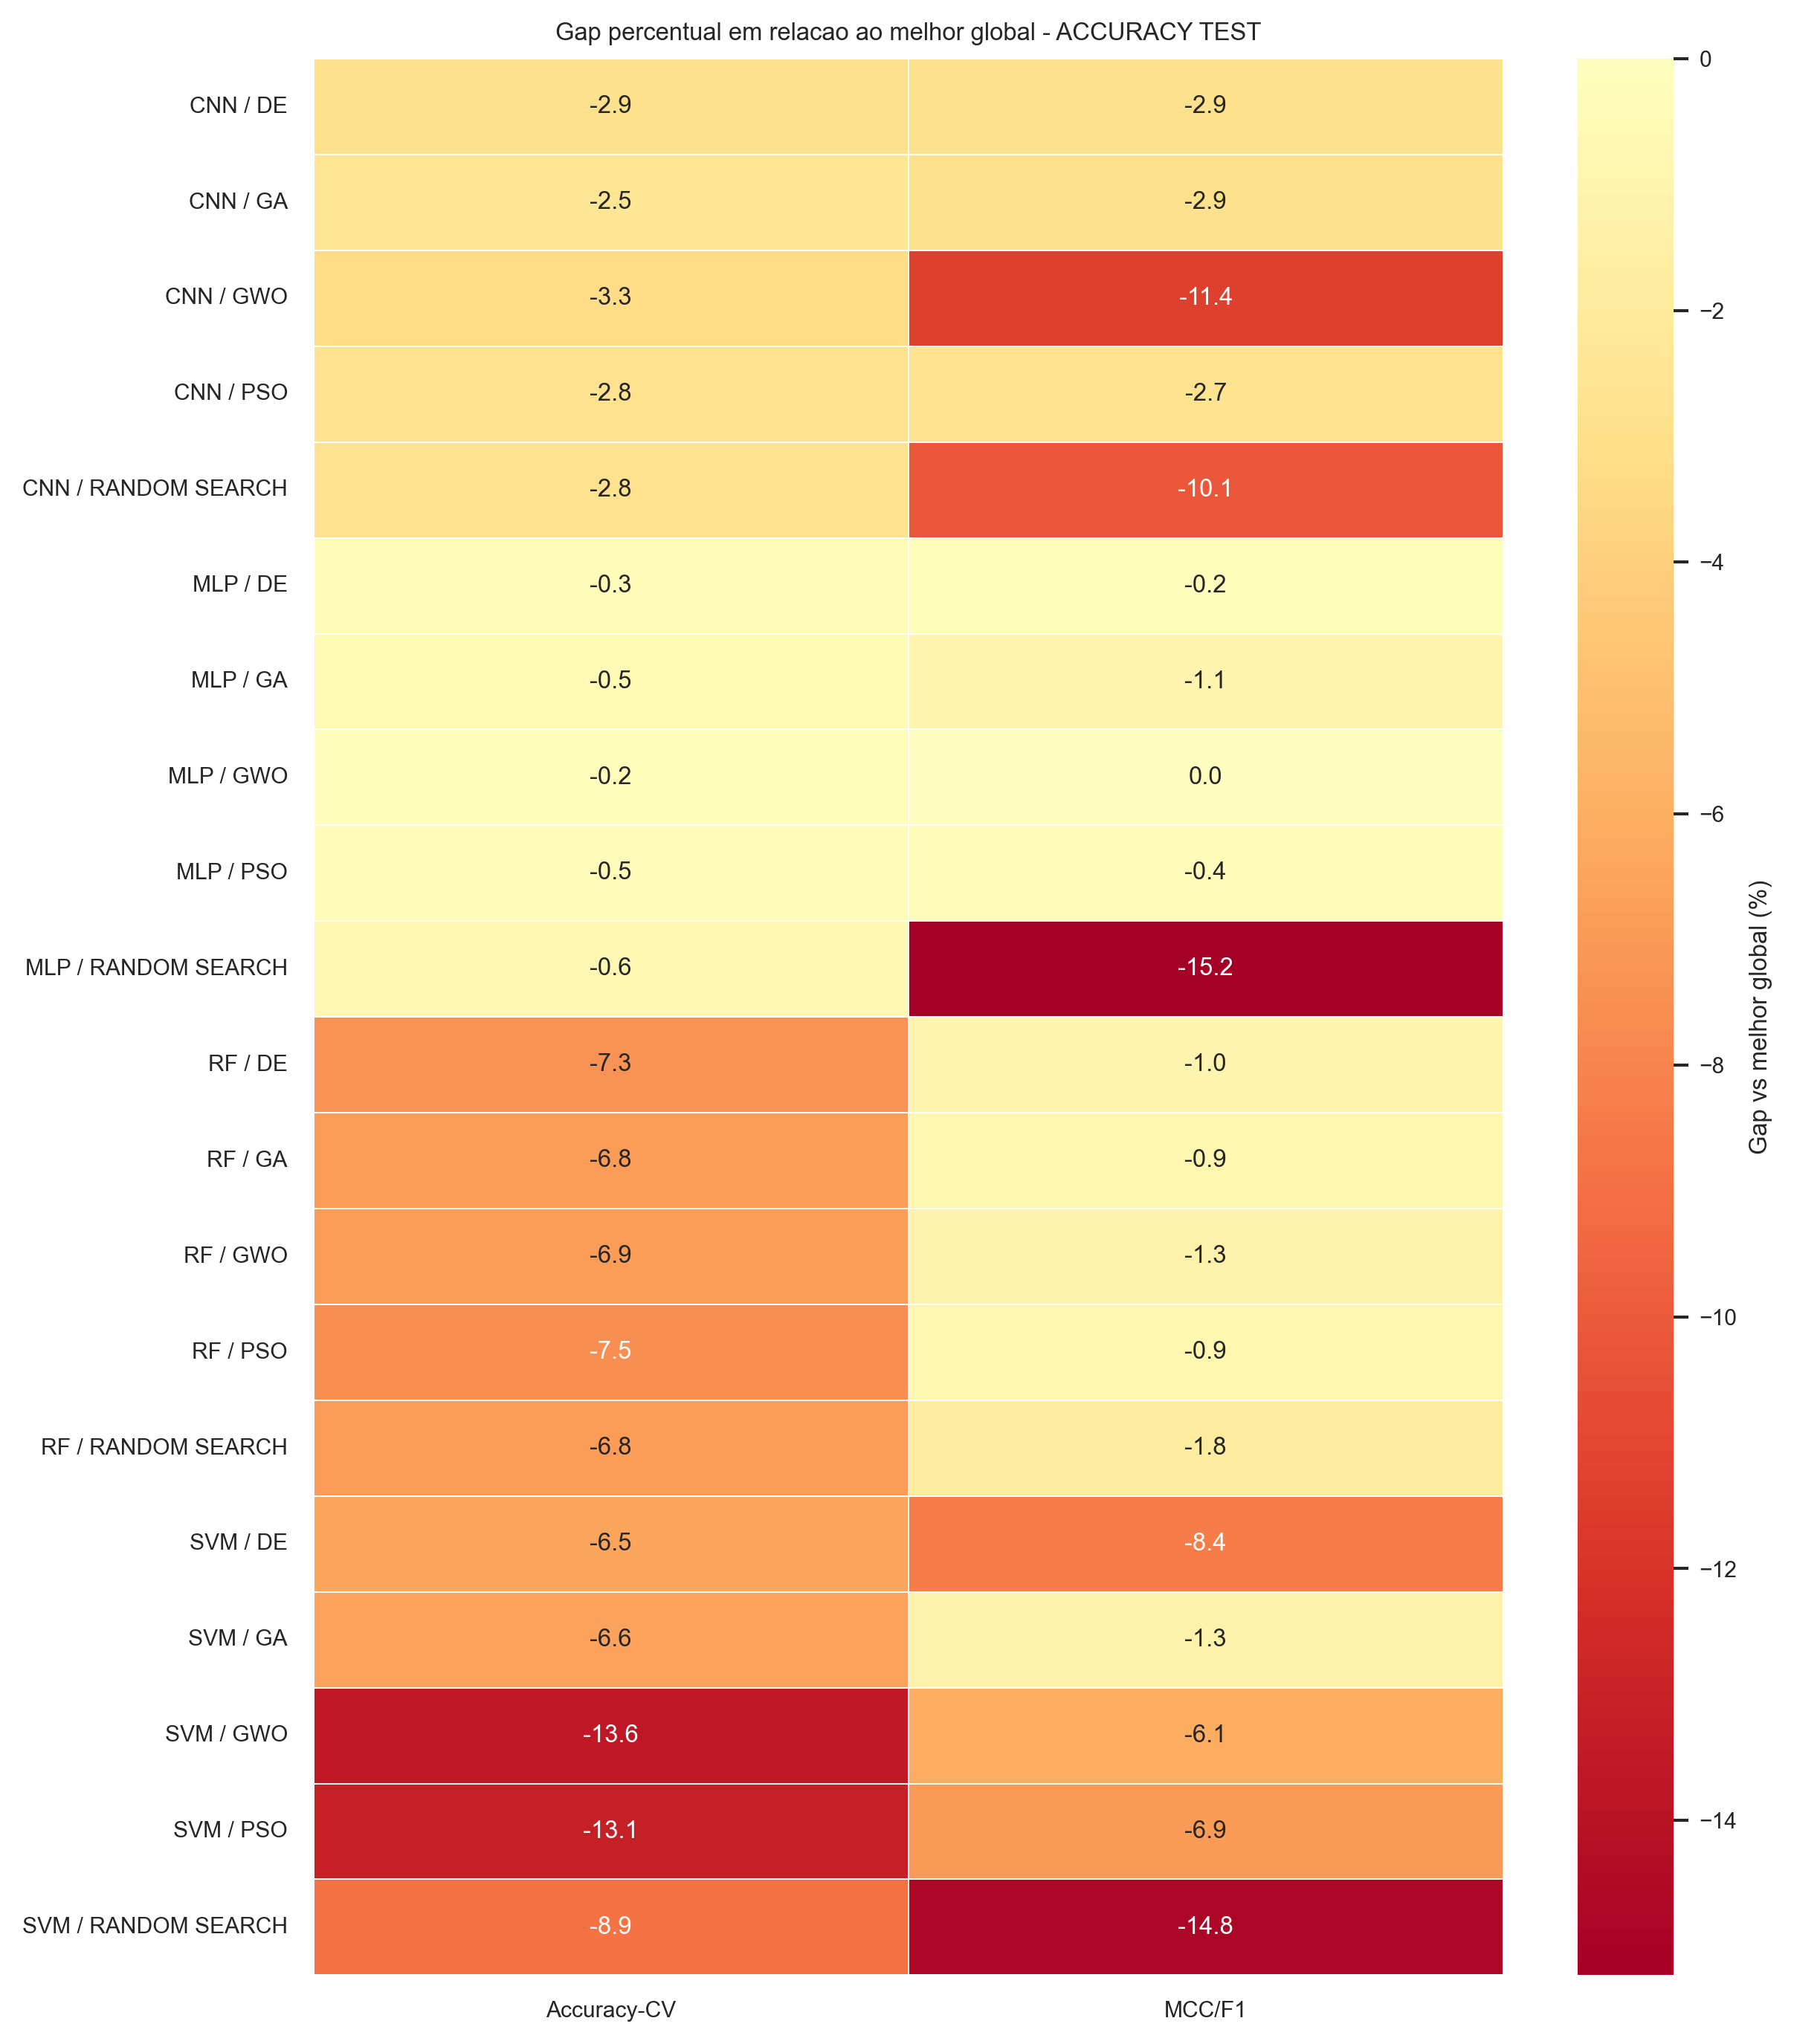 Gap percentual em relacao ao melhor global - ACCURACY TEST
CNN / DE -2.9 -2.9
CNN / GA -2.5 -2.9
CNN / GWO -3.3 -11.4
CNN / PSO -2.8 -2.7
CNN / RANDOM SEARCH -2.8 -10.1
MLP / DE -0.3 -0.2
MLP / GA -0.5 -1.1
MLP / GWO -0.2 0.0
MLP / PSO -0.5 -0.4
MLP / RANDOM SEARCH -0.6 -15.2
RF / DE -7.3 -1.0
RF / GA -6.8 -0.9
RF / GWO -6.9 -1.3
RF / PSO -7.5 -0.9
RF / RANDOM SEARCH -6.8 -1.8
SVM / DE -6.5 -8.4
SVM / GA -6.6 -1.3
SVM / GWO -13.6 -6.1
SVM / PSO -13.1 -6.9
SVM / RANDOM SEARCH -8.9 -14.8
Accuracy-CV MCC/F1
0
−2
−4
−6
−8
−10
−12
−14
Gap vs melhor global (%)